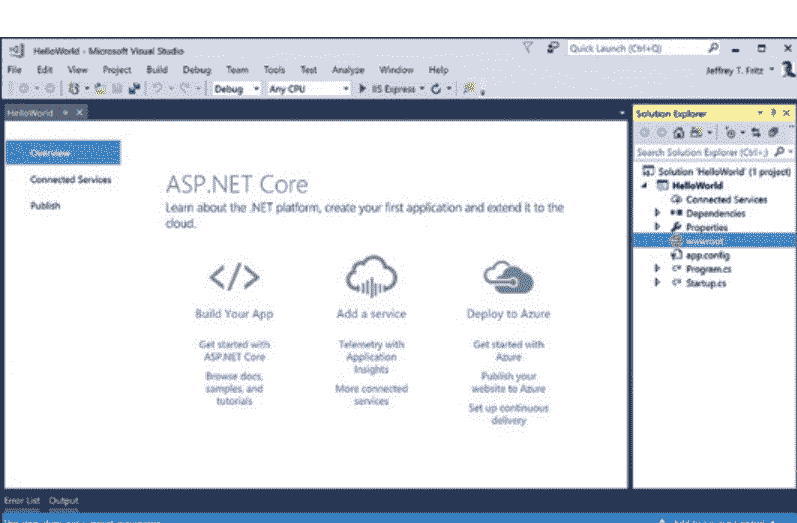 HelloWorld - Microsoft Visual Studio
Quick Launch (Ctrl+Q)
File Edit View Project Build Debug Team Tools Test Analyze Window Help
Jeffrey T. Fritz
Debug Any CPU IIS Express
HelloWorld
Overview
Connected Services
Publish
ASP.NET Core
Learn about the .NET platform, create your first application and extend it to the
cloud.
</>
Build Your App
Get started with
ASP.NET Core
Browse docs,
samples, and
tutorials
Add a service
Telemetry with
Application
Insights
More connected
services
Deploy to Azure
Get started with
Azure
Publish your
website to Azure
Set up continuous
delivery
Solution Explorer
Search Solution Explorer (Ctrl+;)
Solution 'HelloWorld' (1 project)
HelloWorld
Connected Services
Dependencies
Properties
wwwroot
app.config
C# Program.cs
C# Startup.cs
Error List Output